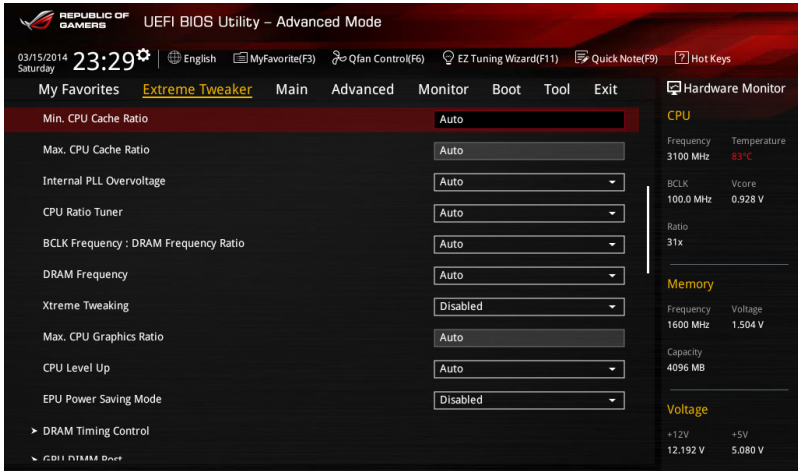 REPUBLIC OF
GAMERS
UEFI BIOS Utility – Advanced Mode
03/15/2014
Saturday
23:29
English
MyFavorite(F3)
Qfan Control(F6)
EZ Tuning Wizard(F11)
Quick Note(F9)
? Hot Keys
My Favorites Extreme Tweaker Main Advanced Monitor Boot Tool Exit
Min. CPU Cache Ratio Auto
Max. CPU Cache Ratio Auto
Internal PLL Overvoltage Auto
CPU Ratio Tuner Auto
BCLK Frequency : DRAM Frequency Ratio Auto
DRAM Frequency Auto
Xtreme Tweaking Disabled
Max. CPU Graphics Ratio Auto
CPU Level Up Auto
EPU Power Saving Mode Disabled
> DRAM Timing Control
> GPU DIMM Post
Hardware Monitor
CPU
Frequency Temperature
3100 MHz 83°C
BCLK Vcore
100.0 MHz 0.928 V
Ratio
31x
Memory
Frequency Voltage
1600 MHz 1.504 V
Capacity
4096 MB
Voltage
+12V +5V
12.192 V 5.080 V